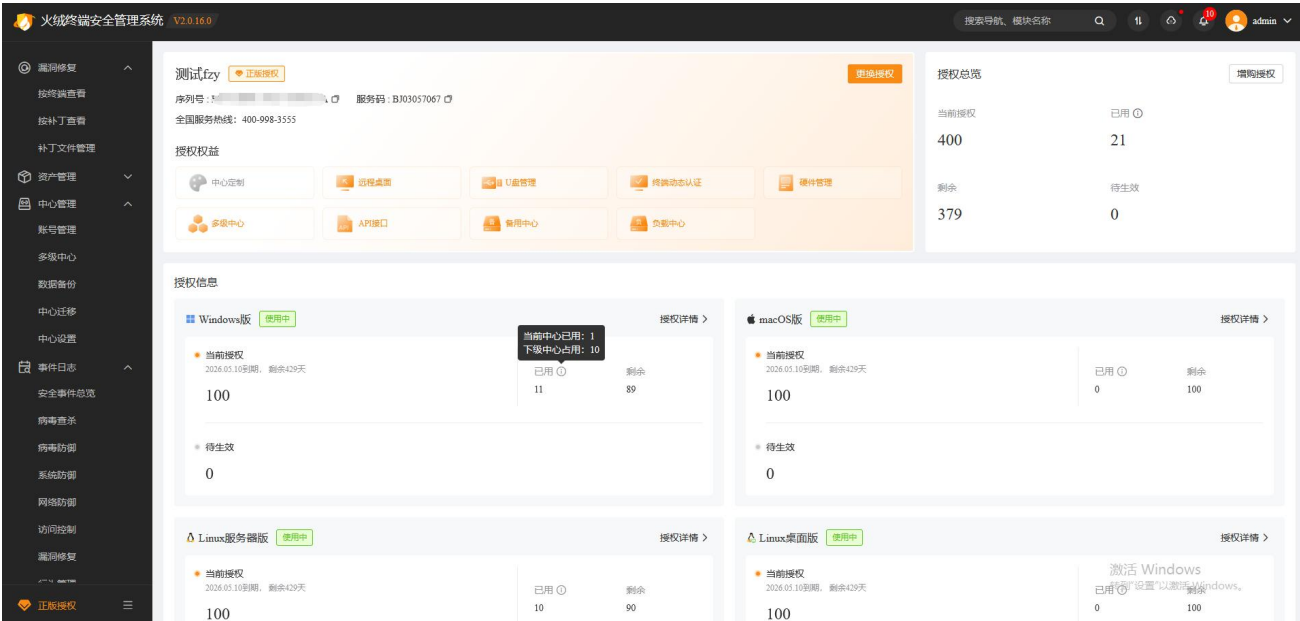 火绒终端安全管理系统 V2.0.16.0
搜索导航、模块名称
10
admin
漏洞修复
按终端查看
按补丁查看
补丁文件管理
资产管理
中心管理
账号管理
多级中心
数据备份
中心迁移
中心设置
事件日志
安全事件总览
病毒查杀
病毒防御
系统防御
网络防御
访问控制
漏洞修复
正版授权
测试fzy 正版授权
更换授权
序列号 :
服务码 : BJ03057067
全国服务热线: 400-998-3555
授权权益
中心定制 远程桌面 U盘管理 终端动态认证 硬件管理
多级中心 API接口 备用中心 负载中心
授权总览 增购授权
当前授权 已用
400 21
剩余 待生效
379 0
授权信息
Windows版 使用中 授权详情
当前中心已用: 1
下级中心占用: 10
当前授权
2026.05.10到期, 剩余429天
100
已用 剩余
11 89
待生效
0
macOS版 使用中 授权详情
当前授权
2026.05.10到期, 剩余429天
100
已用 剩余
0 100
待生效
0
Linux服务器版 使用中 授权详情
当前授权
2026.05.10到期, 剩余429天
100
已用 剩余
10 90
Linux桌面版 使用中 授权详情
当前授权
2026.05.10到期, 剩余429天
100
已用 剩余
0 100
激活 Windows
转到"设置"以激活 Windows。